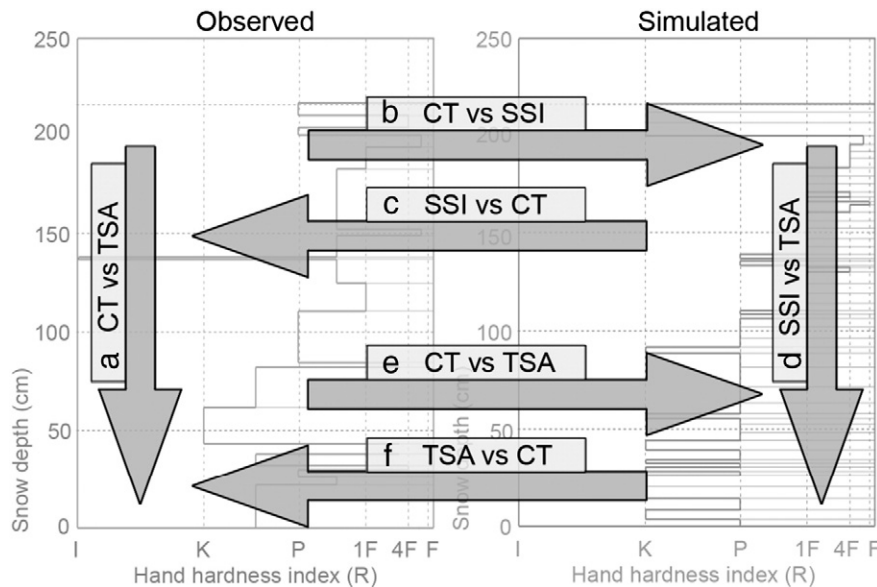 Observed
Simulated
250
200
150
100
50
0
Snow depth (cm)
I K P 1F 4F F
Hand hardness index (R)
250
200
150
100
50
0
Snow depth (cm)
I K P 1F 4F F
Hand hardness index (R)
a CT vs TSA
b CT vs SSI
c SSI vs CT
d SSI vs TSA
e CT vs TSA
f TSA vs CT